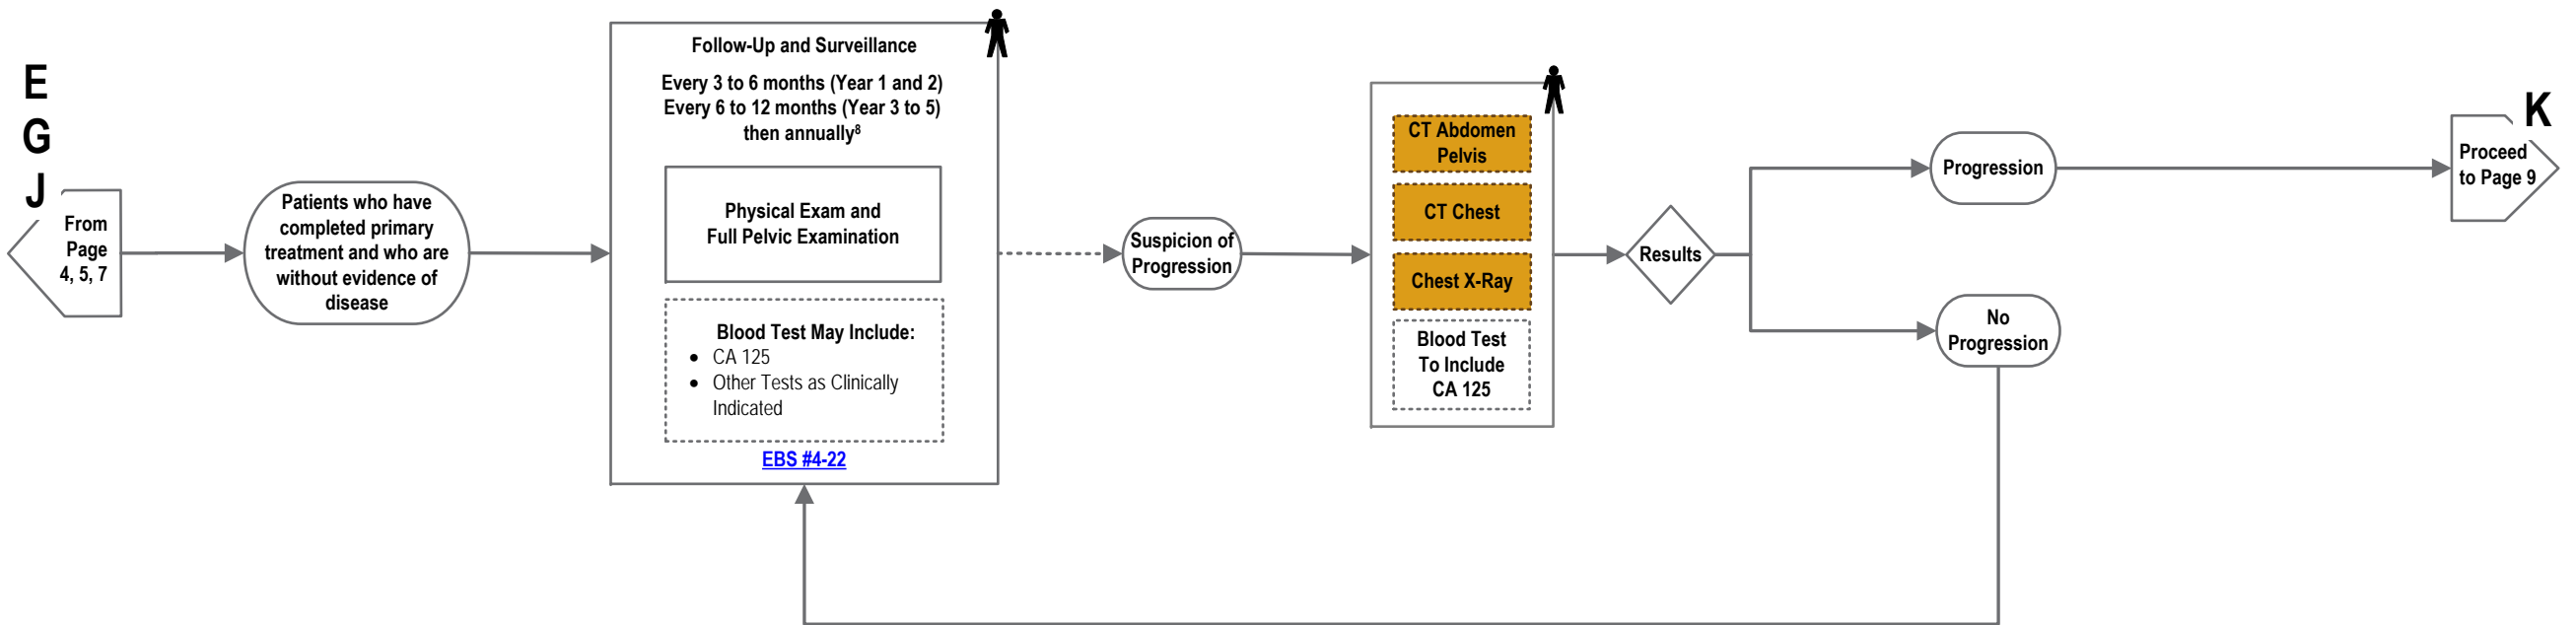 E
G
J
From
Page
4, 5, 7
Patients who have
completed primary
treatment and who are
without evidence of
disease
Follow-Up and Surveillance
Every 3 to 6 months (Year 1 and 2)
Every 6 to 12 months (Year 3 to 5)
then annually⁸
Physical Exam and
Full Pelvic Examination
Blood Test May Include:
• CA 125
• Other Tests as Clinically
Indicated
EBS #4-22
Suspicion of
Progression
CT Abdomen
Pelvis
CT Chest
Chest X-Ray
Blood Test
To Include
CA 125
Results
Progression
No
Progression
K
Proceed
to Page 9